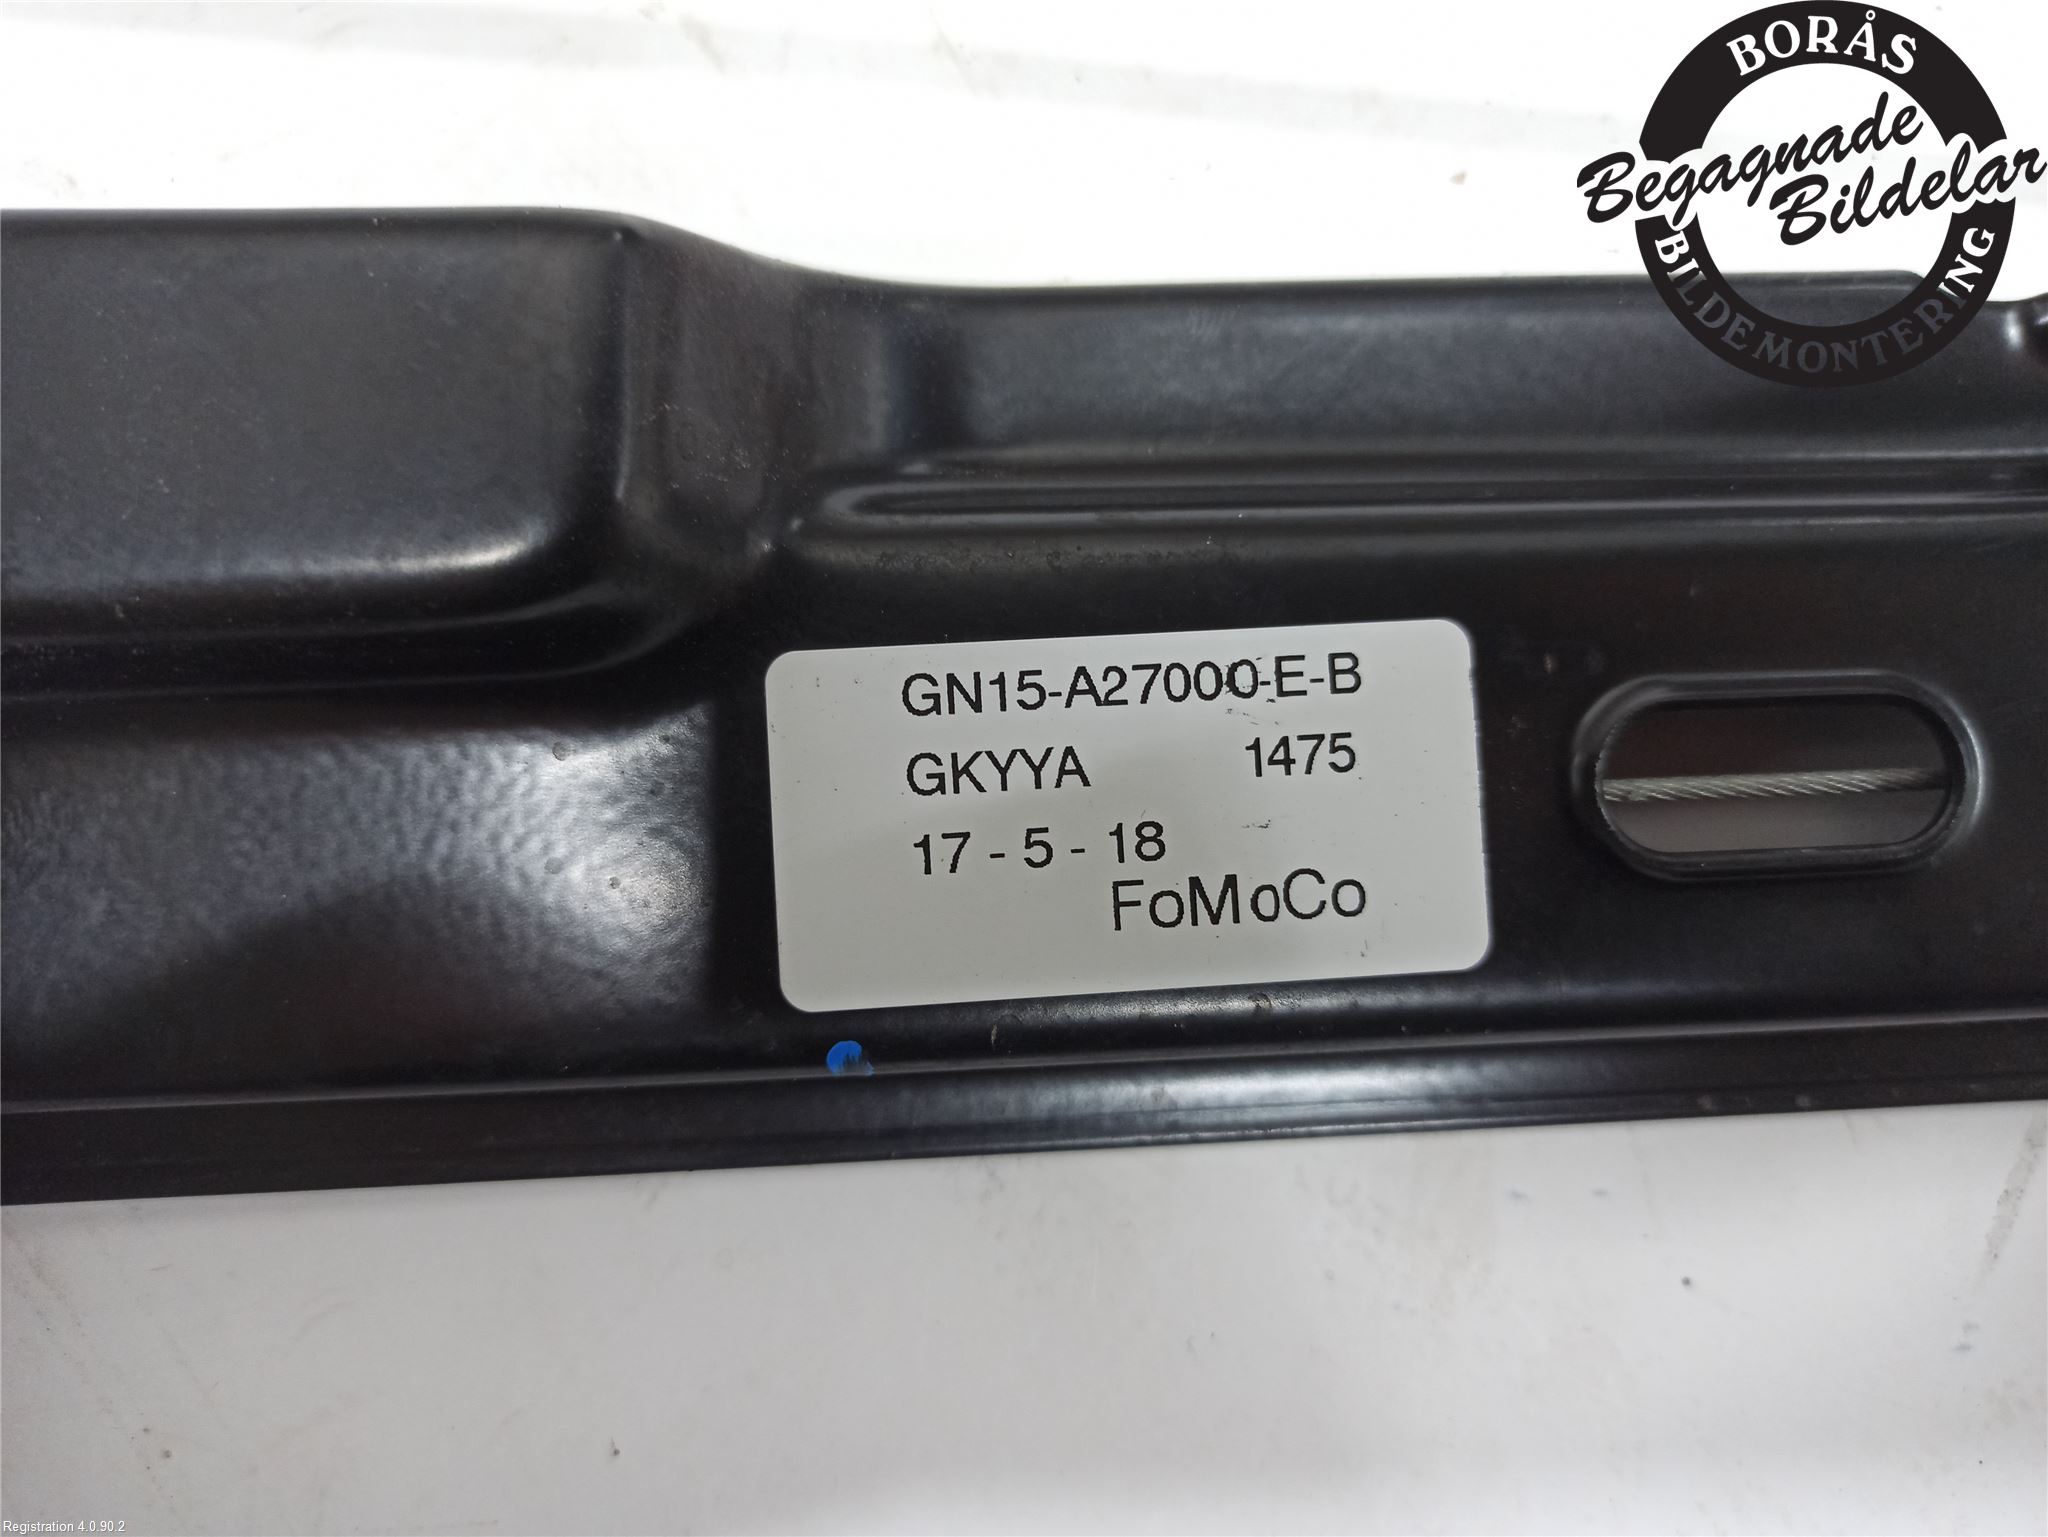 BORÅS
Begagnade
Bildelar
BILDEMONTERING
GN15-A27000-E-B
GKYYA 1475
17 - 5 - 18
FoMoCo
Registration 4.0.90.2